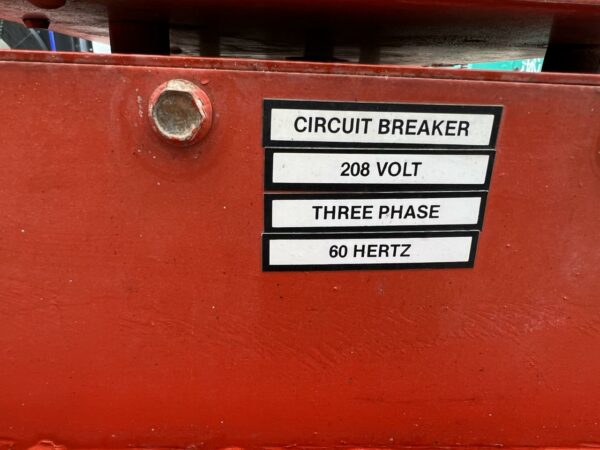 CIRCUIT BREAKER
208 VOLT
THREE PHASE
60 HERTZ